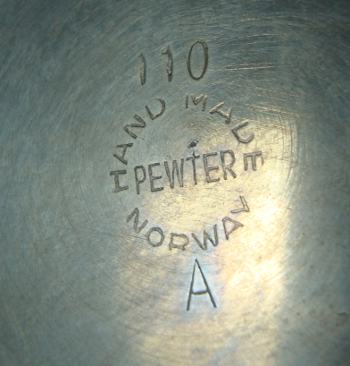 110
HAND MADE
PEWTER
NORWAY
A